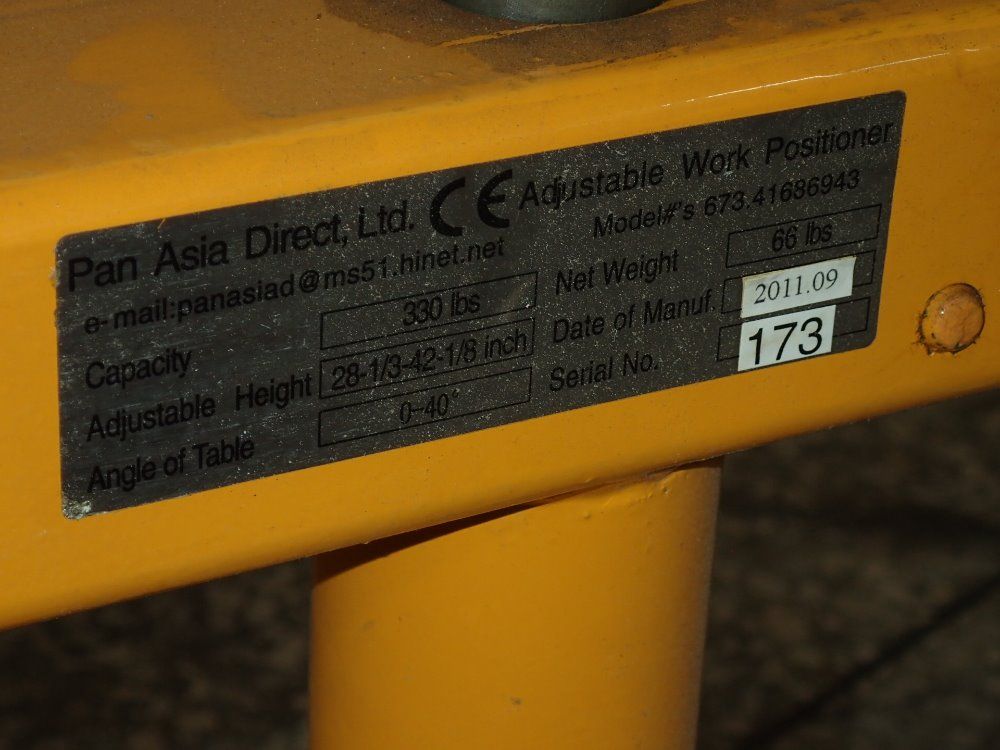 Pan Asia Direct, Ltd. CE Adjustable Work Positioner
e-mail:panasiad@ms51.hinet.net Model#'s 673.41686943
Capacity 330 lbs Net Weight 66 lbs
Adjustable Height 28-1/3-42-1/8 inch Date of Manuf. 2011.09
Angle of Table 0-40° Serial No. 173